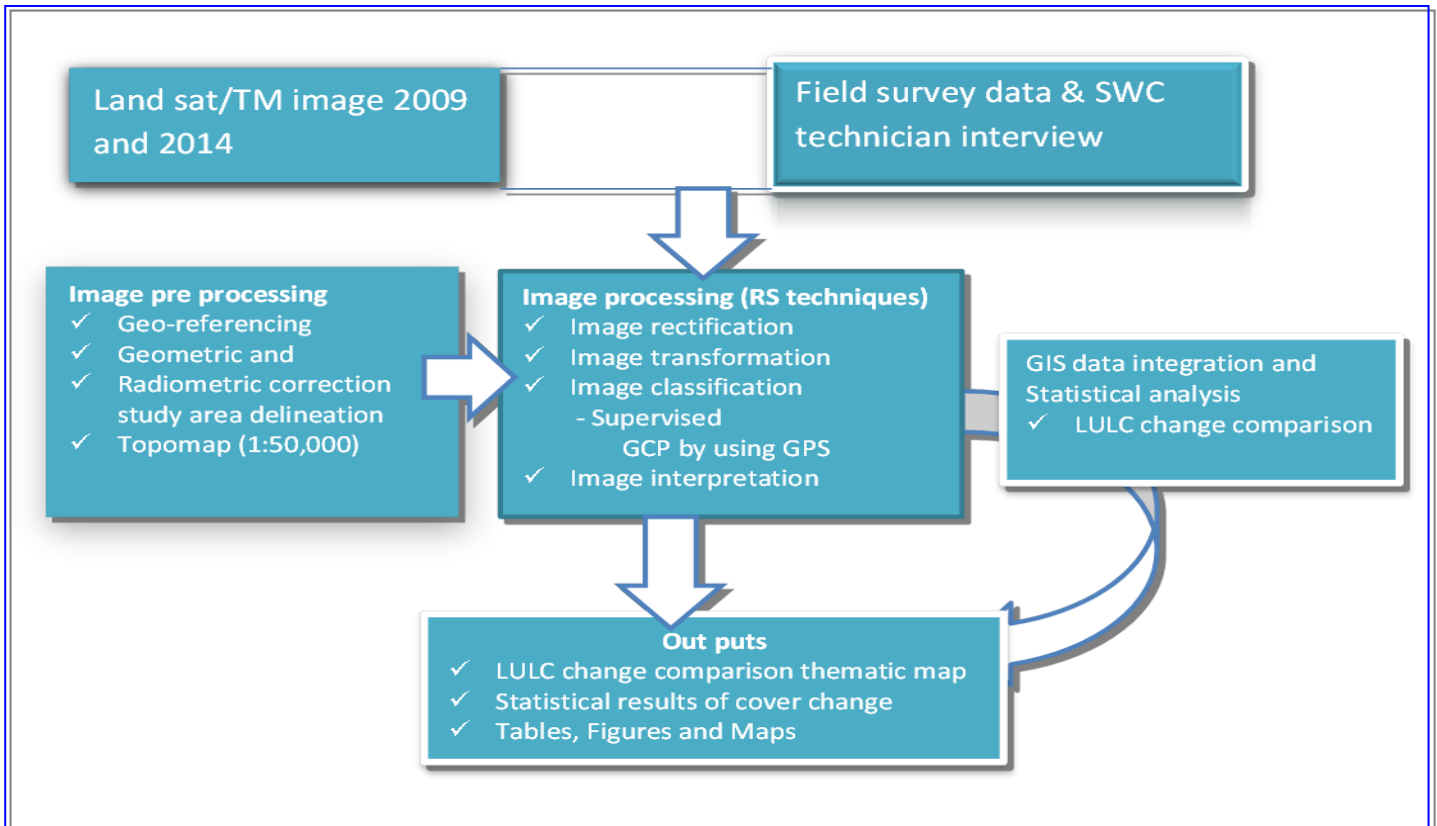 Land sat/TM image 2009
and 2014
Field survey data & SWC
technician interview
Image pre processing
✓ Geo-referencing
✓ Geometric and
✓ Radiometric correction
study area delineation
✓ Topomap (1:50,000)
Image processing (RS techniques)
✓ Image rectification
✓ Image transformation
✓ Image classification
- Supervised
GCP by using GPS
✓ Image interpretation
GIS data integration and
Statistical analysis
✓ LULC change comparison
Out puts
✓ LULC change comparison thematic map
✓ Statistical results of cover change
✓ Tables, Figures and Maps